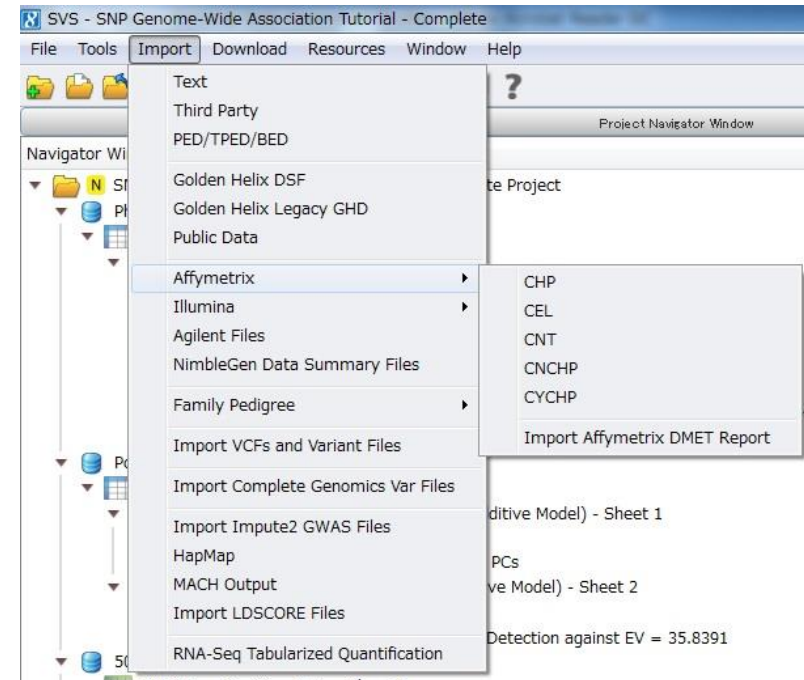 SVS - SNP Genome-Wide Association Tutorial - Complete
File Tools Import Download Resources Window Help
Text
Third Party
PED/TPED/BED
Golden Helix DSF
Golden Helix Legacy GHD
Public Data
Affymetrix
Illumina
Agilent Files
NimbleGen Data Summary Files
Family Pedigree
Import VCFs and Variant Files
Import Complete Genomics Var Files
Import Impute2 GWAS Files
HapMap
MACH Output
Import LDSCORE Files
RNA-Seq Tabularized Quantification
CHP
CEL
CNT
CNCHP
CYCHP
Import Affymetrix DMET Report
?
Project Navigator Window
Navigator Wi
N SN te Project
Ph
Po
ditive Model) - Sheet 1
PCs
ve Model) - Sheet 2
Detection against EV = 35.8391
50